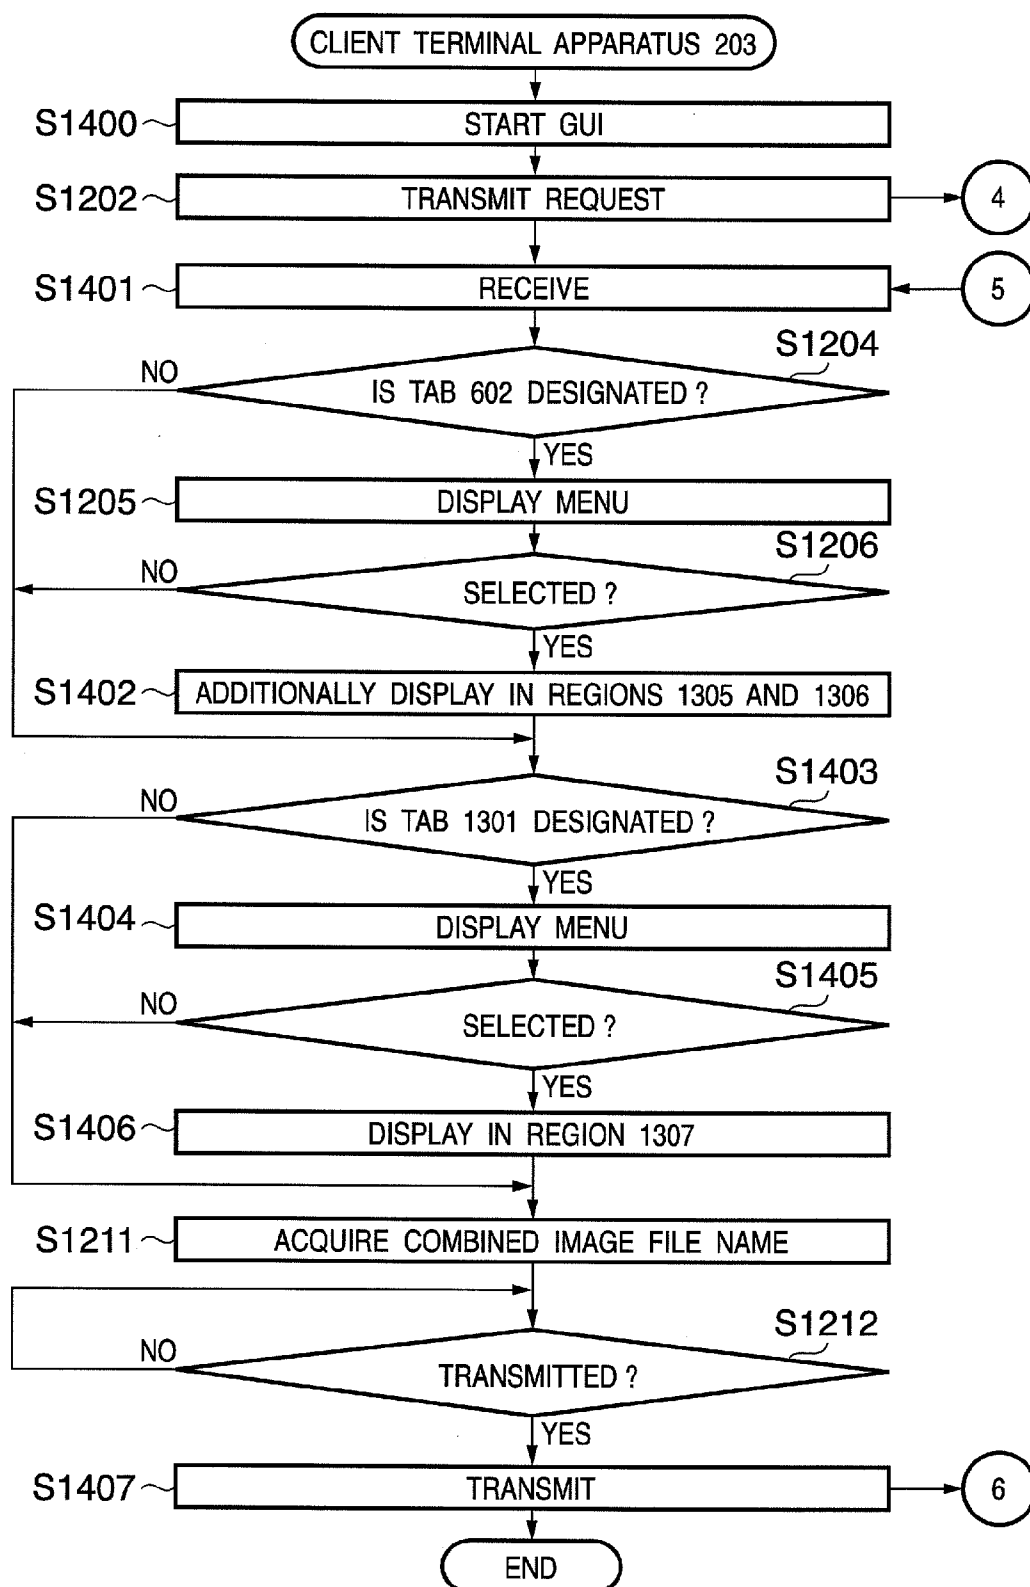 CLIENT TERMINAL APPARATUS 203
S1400
START GUI
S1202
TRANSMIT REQUEST
4
S1401
RECEIVE
5
S1204
NO
IS TAB 602 DESIGNATED ?
YES
S1205
DISPLAY MENU
S1206
NO
SELECTED ?
YES
S1402
ADDITIONALLY DISPLAY IN REGIONS 1305 AND 1306
S1403
NO
IS TAB 1301 DESIGNATED ?
YES
S1404
DISPLAY MENU
S1405
NO
SELECTED ?
YES
S1406
DISPLAY IN REGION 1307
S1211
ACQUIRE COMBINED IMAGE FILE NAME
S1212
NO
TRANSMITTED ?
YES
S1407
TRANSMIT
6
END